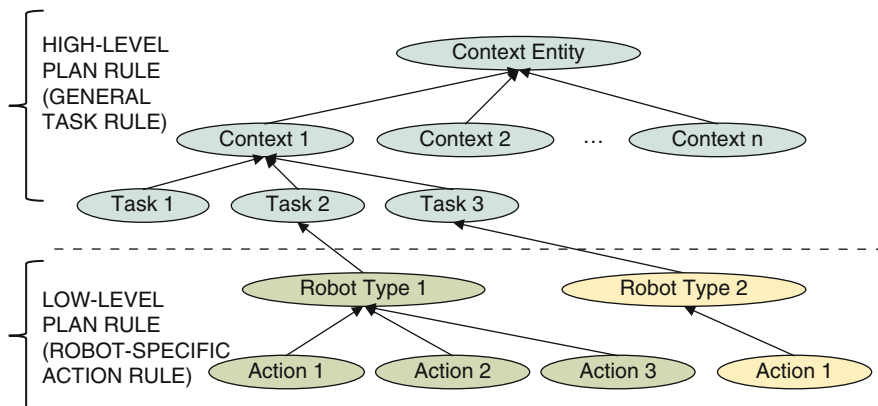 HIGH-LEVEL
PLAN RULE
(GENERAL
TASK RULE)
Context Entity
Context 1
Context 2
...
Context n
Task 1
Task 2
Task 3
LOW-LEVEL
PLAN RULE
(ROBOT-SPECIFIC
ACTION RULE)
Robot Type 1
Robot Type 2
Action 1
Action 2
Action 3
Action 1